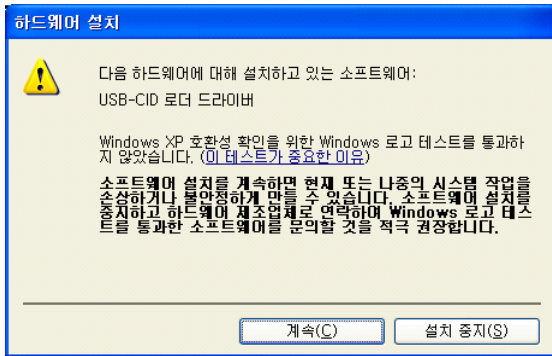 하드웨어 설치
다음 하드웨어에 대해 설치하고 있는 소프트웨어:
USB-CID 로더 드라이버
Windows XP 호환성 확인을 위한 Windows 로고 테스트를 통과하
지 않았습니다. (이 테스트가 중요한 이유)
소프트웨어 설치를 계속하면 현재 또는 나중의 시스템 작업을
손상하거나 불안정하게 만들 수 있습니다. 소프트웨어 설치를
중지하고 하드웨어 제조업체로 연락하여 Windows 로고 테스
트를 통과한 소프트웨어를 문의할 것을 적극 권장합니다.
계속(C)
설치 중지(S)